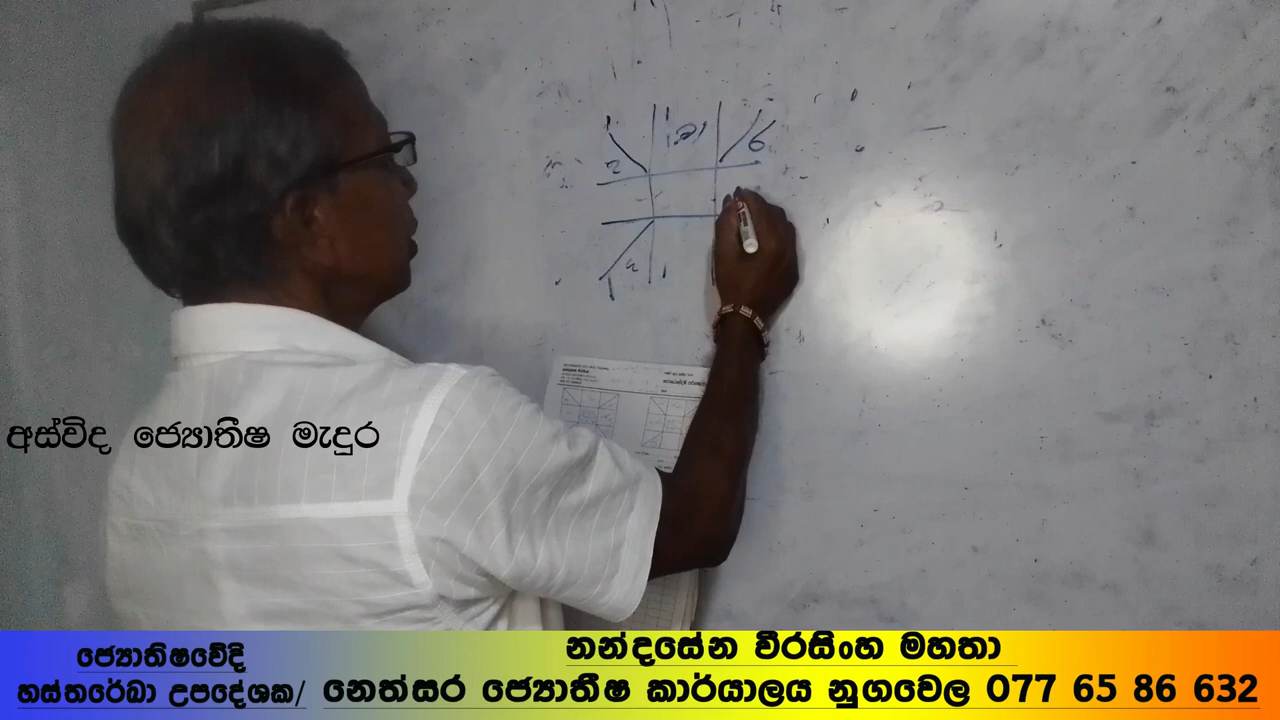 අස්විද ජ්‍යොතීෂ මැදුර
ජ්‍යොතිෂවේදි
හස්තරේඛා උපදේශක/
නන්දසේන වීරසිංහ මහතා
නෙත්සර ජ්‍යොතීෂ කාර්යාලය නුගවෙල 077 65 86 632